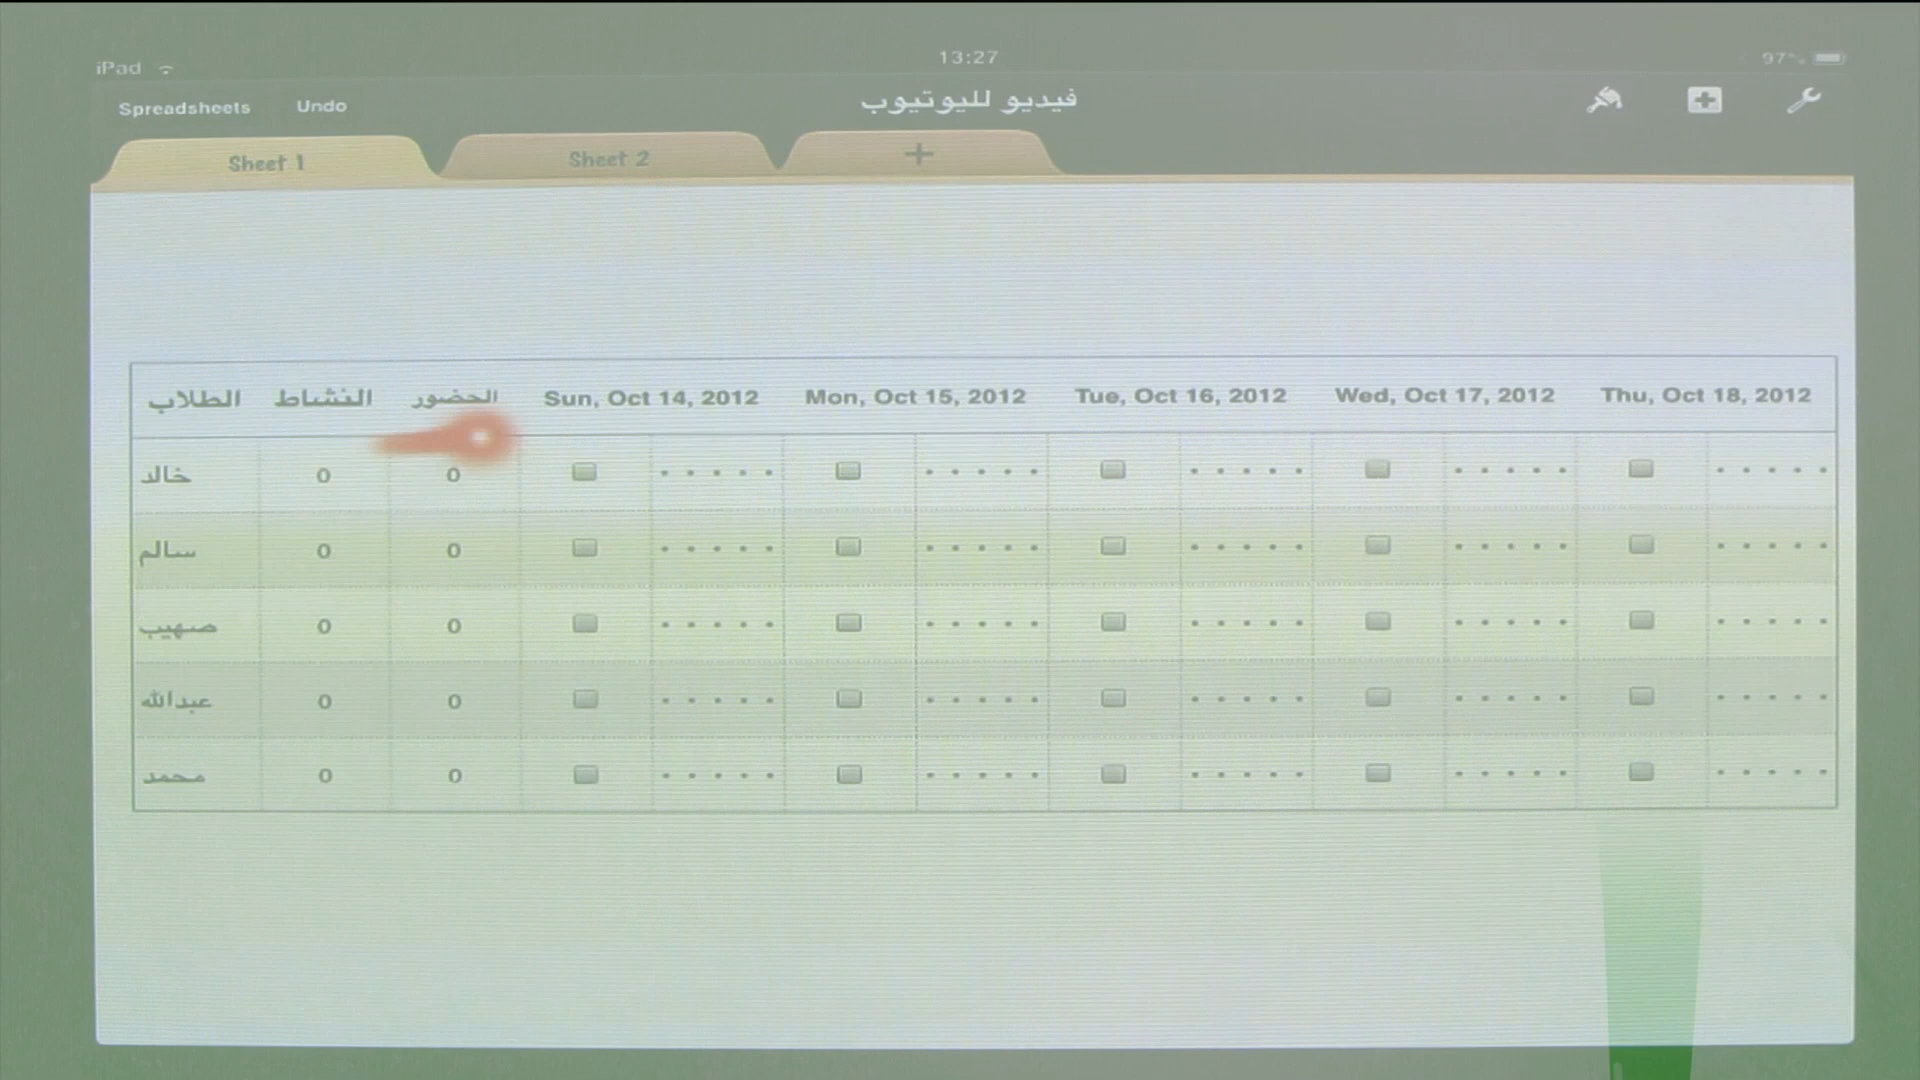 iPad 13:27 97%
Spreadsheets Undo فيديو لليوتيوب
Sheet 1 Sheet 2 +
الطلاب النشاط الحضور Sun, Oct 14, 2012 Mon, Oct 15, 2012 Tue, Oct 16, 2012 Wed, Oct 17, 2012 Thu, Oct 18, 2012
خالد 0 0
سالم 0 0
صهيب 0 0
عبدالله 0 0
محمد 0 0